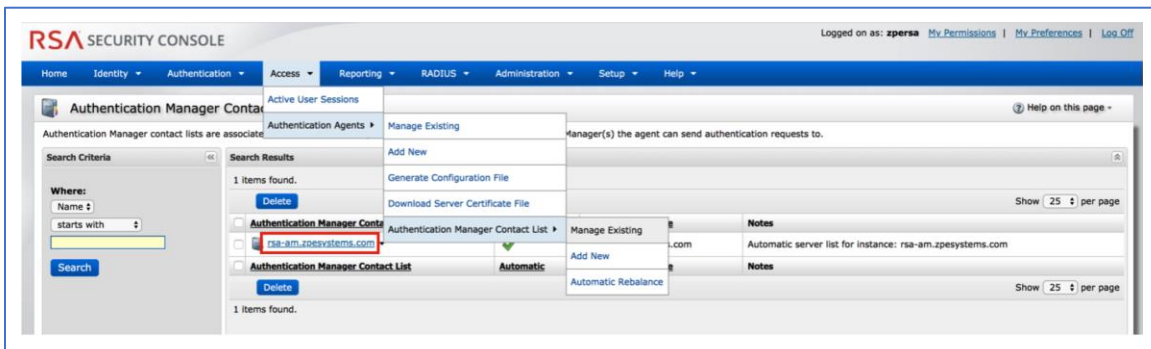 RSA SECURITY CONSOLE
Logged on as: zpersa My Permissions | My Preferences | Log Off
Home Identity Authentication Access Reporting RADIUS Administration Setup Help
Authentication Manager Contac
Active User Sessions
Help on this page
Authentication Manager contact lists are associate
Authentication Agents
Manage Existing
Manager(s) the agent can send authentication requests to.
Search Criteria
Search Results
Add New
1 items found.
Generate Configuration File
Where:
Name
Delete
Download Server Certificate File
Show 25 per page
starts with
Authentication Manager Conta
Authentication Manager Contact List
Manage Existing
Notes
rsa-am.zpesystems.com
.com
Automatic server list for instance: rsa-am.zpesystems.com
Add New
Search
Authentication Manager Contact List
Automatic
Notes
Delete
Automatic Rebalance
Show 25 per page
1 items found.